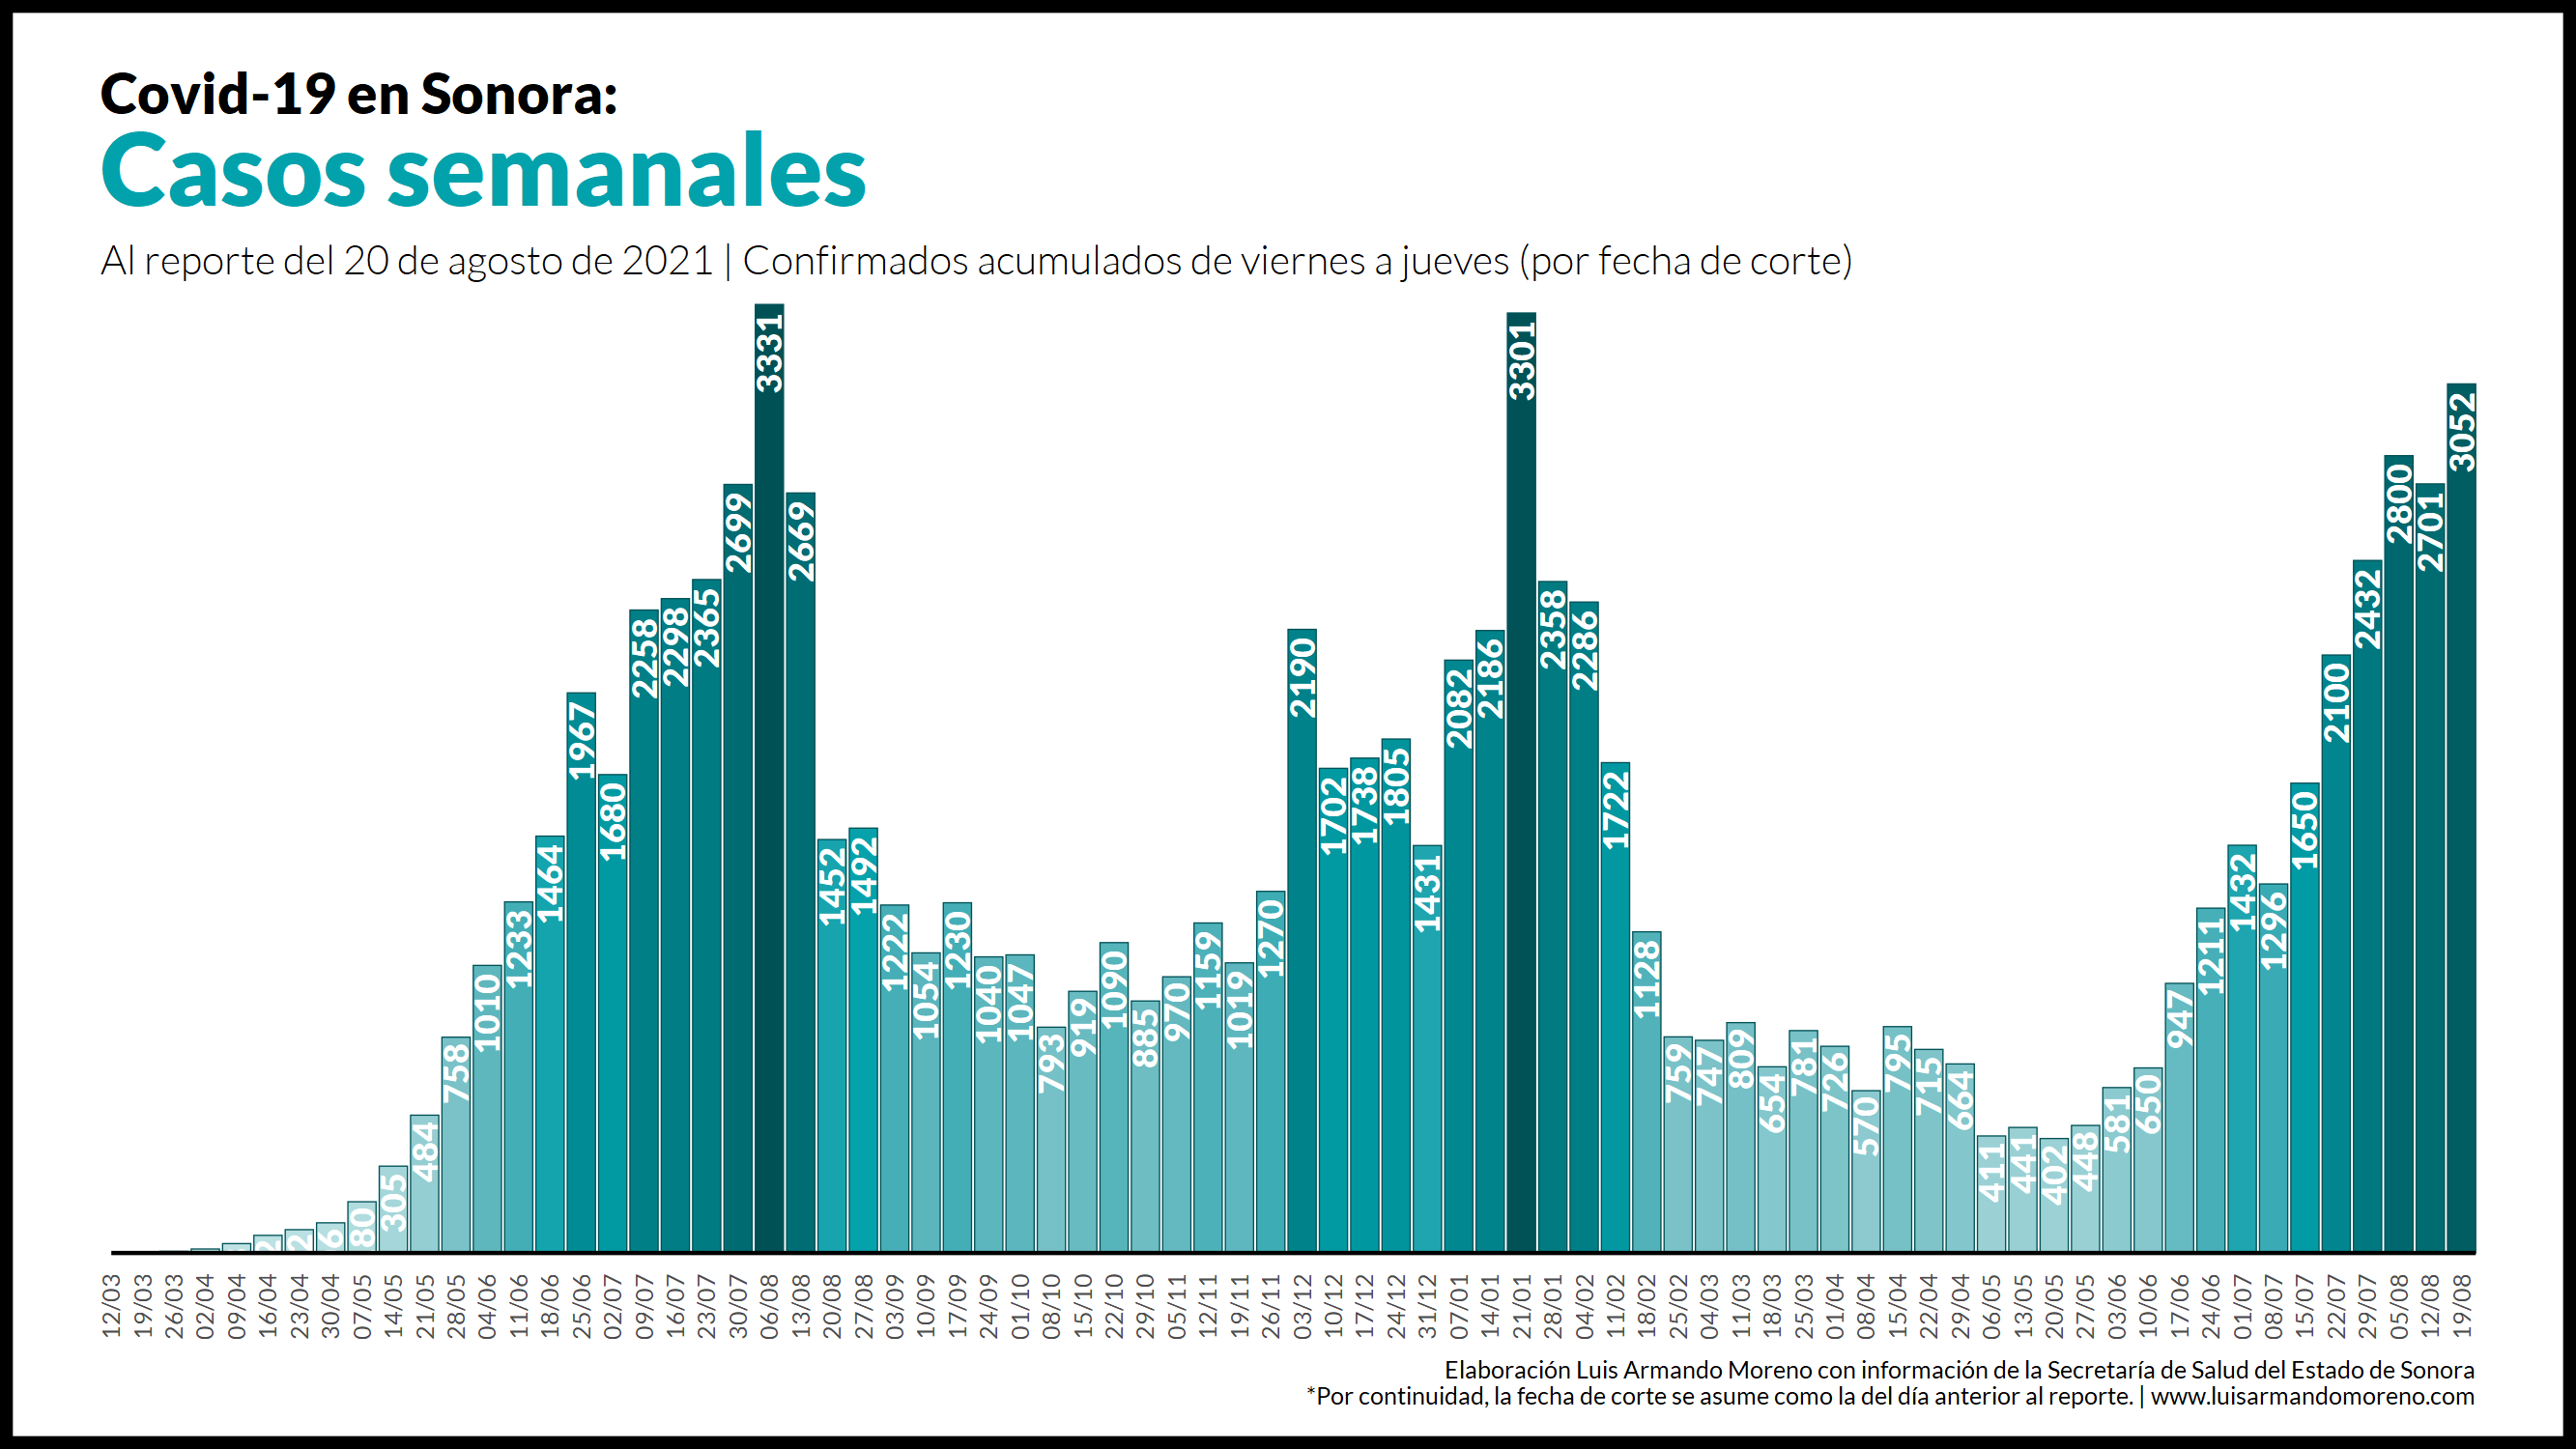 Covid-19 en Sonora:
Casos semanales
Al reporte del 20 de agosto de 2021 | Confirmados acumulados de viernes a jueves (por fecha de corte)
80 305 484 758 1010 1233 1464 1967 1680 2258 2298 2365 2699 3331 2669 1452 1492 1222 1054 1230 1040 1047 793 919 1090 885 970 1159 1019 1270 2190 1702 1738 1805 1431 2082 2186 3301 2358 2286 1722 1128 759 747 809 654 781 726 570 795 715 664 411 441 402 448 581 650 947 1211 1432 1296 1650 2100 2432 2800 2701 3052
12/03 19/03 26/03 02/04 09/04 16/04 23/04 30/04 07/05 14/05 21/05 28/05 04/06 11/06 18/06 25/06 02/07 09/07 16/07 23/07 30/07 06/08 13/08 20/08 27/08 03/09 10/09 17/09 24/09 01/10 08/10 15/10 22/10 29/10 05/11 12/11 19/11 26/11 03/12 10/12 17/12 24/12 31/12 07/01 14/01 21/01 28/01 04/02 11/02 18/02 25/02 04/03 11/03 18/03 25/03 01/04 08/04 15/04 22/04 29/04 06/05 13/05 20/05 27/05 03/06 10/06 17/06 24/06 01/07 08/07 15/07 22/07 29/07 05/08 12/08 19/08
Elaboración Luis Armando Moreno con información de la Secretaría de Salud del Estado de Sonora
*Por continuidad, la fecha de corte se asume como la del día anterior al reporte. | www.luisarmandomoreno.com